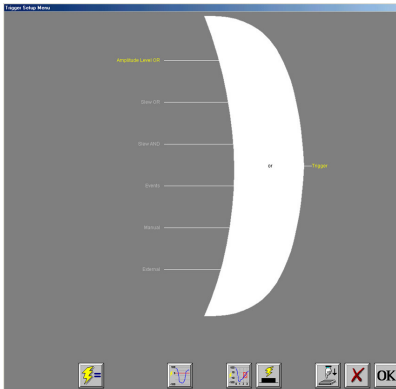 Trigger Setup Menu
Amplitude Level OR
Slew OR
Slew AND
Events
Manual
External
or
Trigger
OK